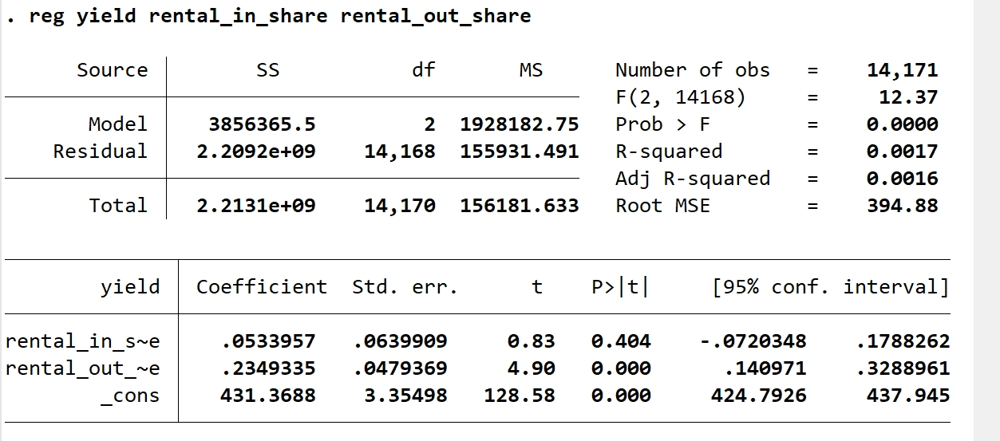 . reg yield rental_in_share rental_out_share
Source | SS df MS Number of obs = 14,171
F(2, 14168) = 12.37
Model | 3856365.5 2 1928182.75 Prob > F = 0.0000
Residual | 2.2092e+09 14,168 155931.491 R-squared = 0.0017
Adj R-squared = 0.0016
Total | 2.2131e+09 14,170 156181.633 Root MSE = 394.88
yield | Coefficient Std. err. t P>|t| [95% conf. interval]
rental_in_s~e | .0533957 .0639909 0.83 0.404 -.0720348 .1788262
rental_out_~e | .2349335 .0479369 4.90 0.000 .140971 .3288961
_cons | 431.3688 3.35498 128.58 0.000 424.7926 437.945